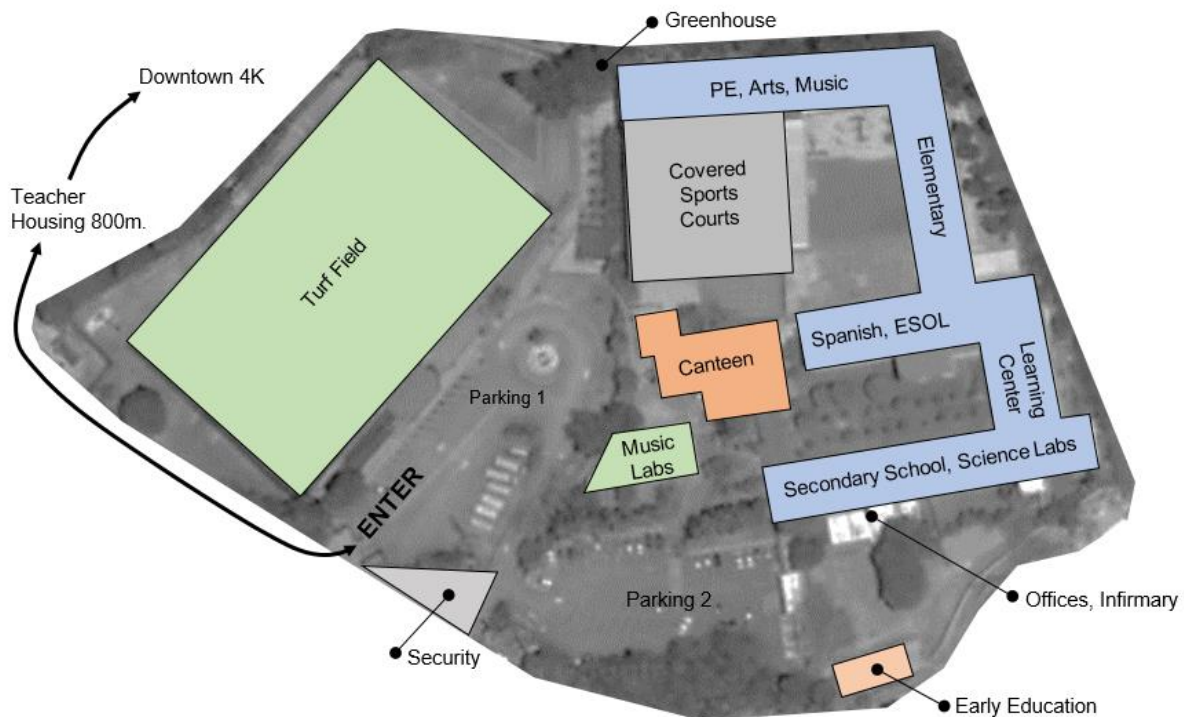 Greenhouse
Downtown 4K
PE, Arts, Music
Elementary
Covered
Sports
Courts
Teacher
Housing 800m.
Turf Field
Spanish, ESOL
Learning
Center
Canteen
Parking 1
Music
Labs
Secondary School, Science Labs
ENTER
Parking 2
Offices, Infirmary
Security
Early Education